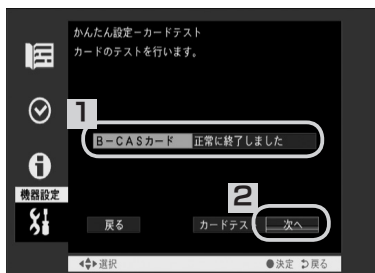 かんたん設定－カードテスト
カードのテストを行います。
1
B－CASカード 正常に終了しました
機器設定
2
戻る カードテス 次へ
選択 決定 戻る